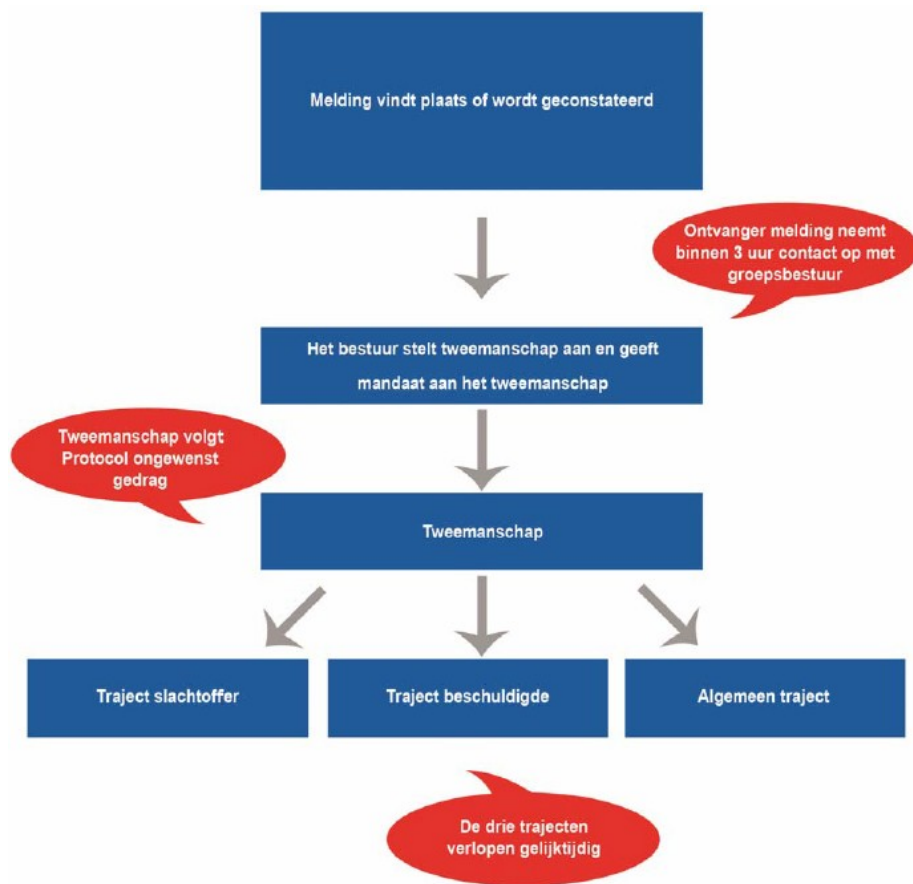 Melding vindt plaats of wordt geconstateerd
Ontvanger melding neemt
binnen 3 uur contact op met
groepsbestuur
Het bestuur stelt tweemanschap aan en geeft
mandaat aan het tweemanschap
Tweemanschap volgt
Protocol ongewenst
gedrag
Tweemanschap
Traject slachtoffer
Traject beschuldigde
Algemeen traject
De drie trajecten
verlopen gelijktijdig